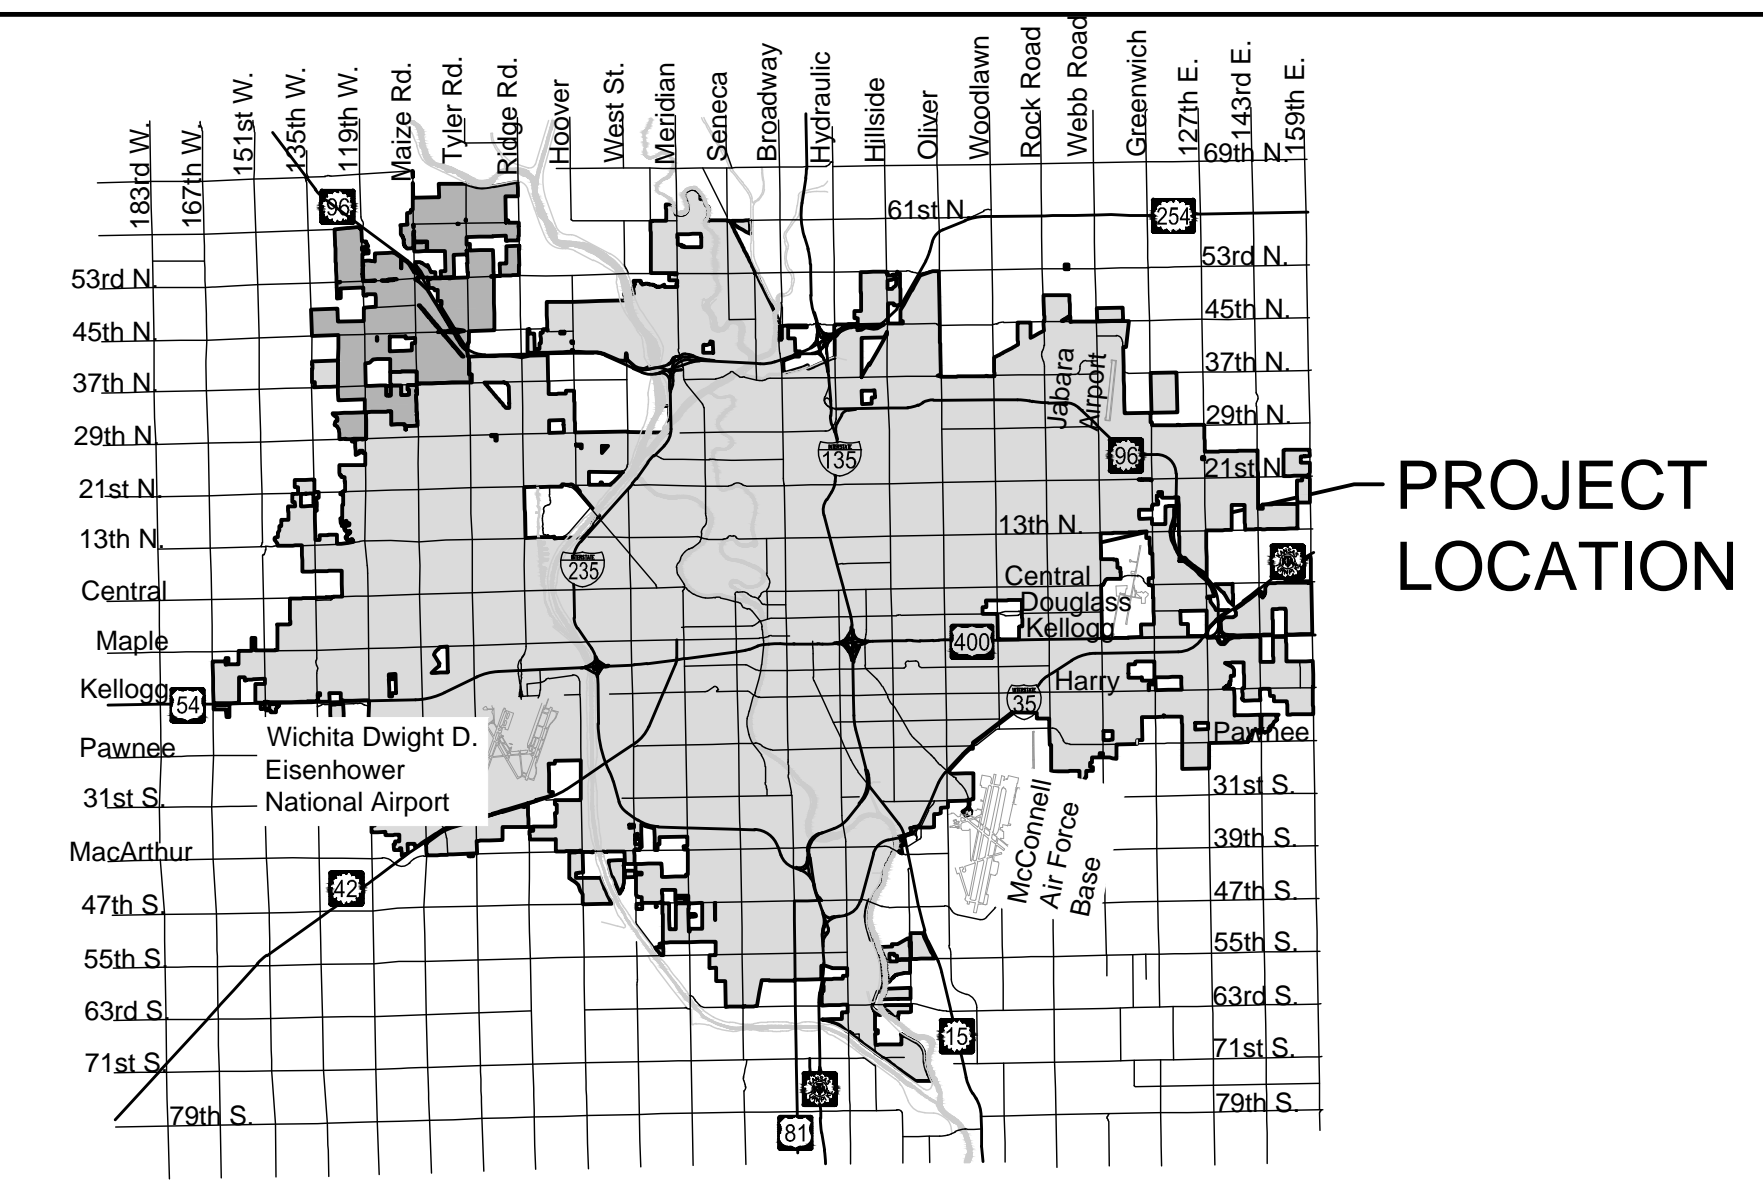 183rd W.
167th W.
151st W.
135th W.
119th W.
Maize Rd.
Tyler Rd.
Ridge Rd.
Hoover
West St.
Meridian
Seneca
Broadway
Hydraulic
Hillside
Oliver
Woodlawn
Rock Road
Webb Road
Greenwich
127th E.
143rd E.
159th E.
69th N.
96
61st N.
254
53rd N.
53rd N.
45th N.
45th N.
37th N.
Jabara
Airport
37th N.
29th N.
29th N.
135
96
21st N.
21st N.
PROJECT
LOCATION
13th N.
13th N.
235
Central
Central
Douglass
Kellogg
Maple
400
Kellogg
54
Harry
35
Pawnee
Pawnee
Wichita Dwight D.
Eisenhower
National Airport
31st S.
31st S.
McConnell
Air Force
Base
MacArthur
39th S.
42
47th S.
47th S.
55th S.
55th S.
63rd S.
63rd S.
15
71st S.
71st S.
79th S.
79th S.
81